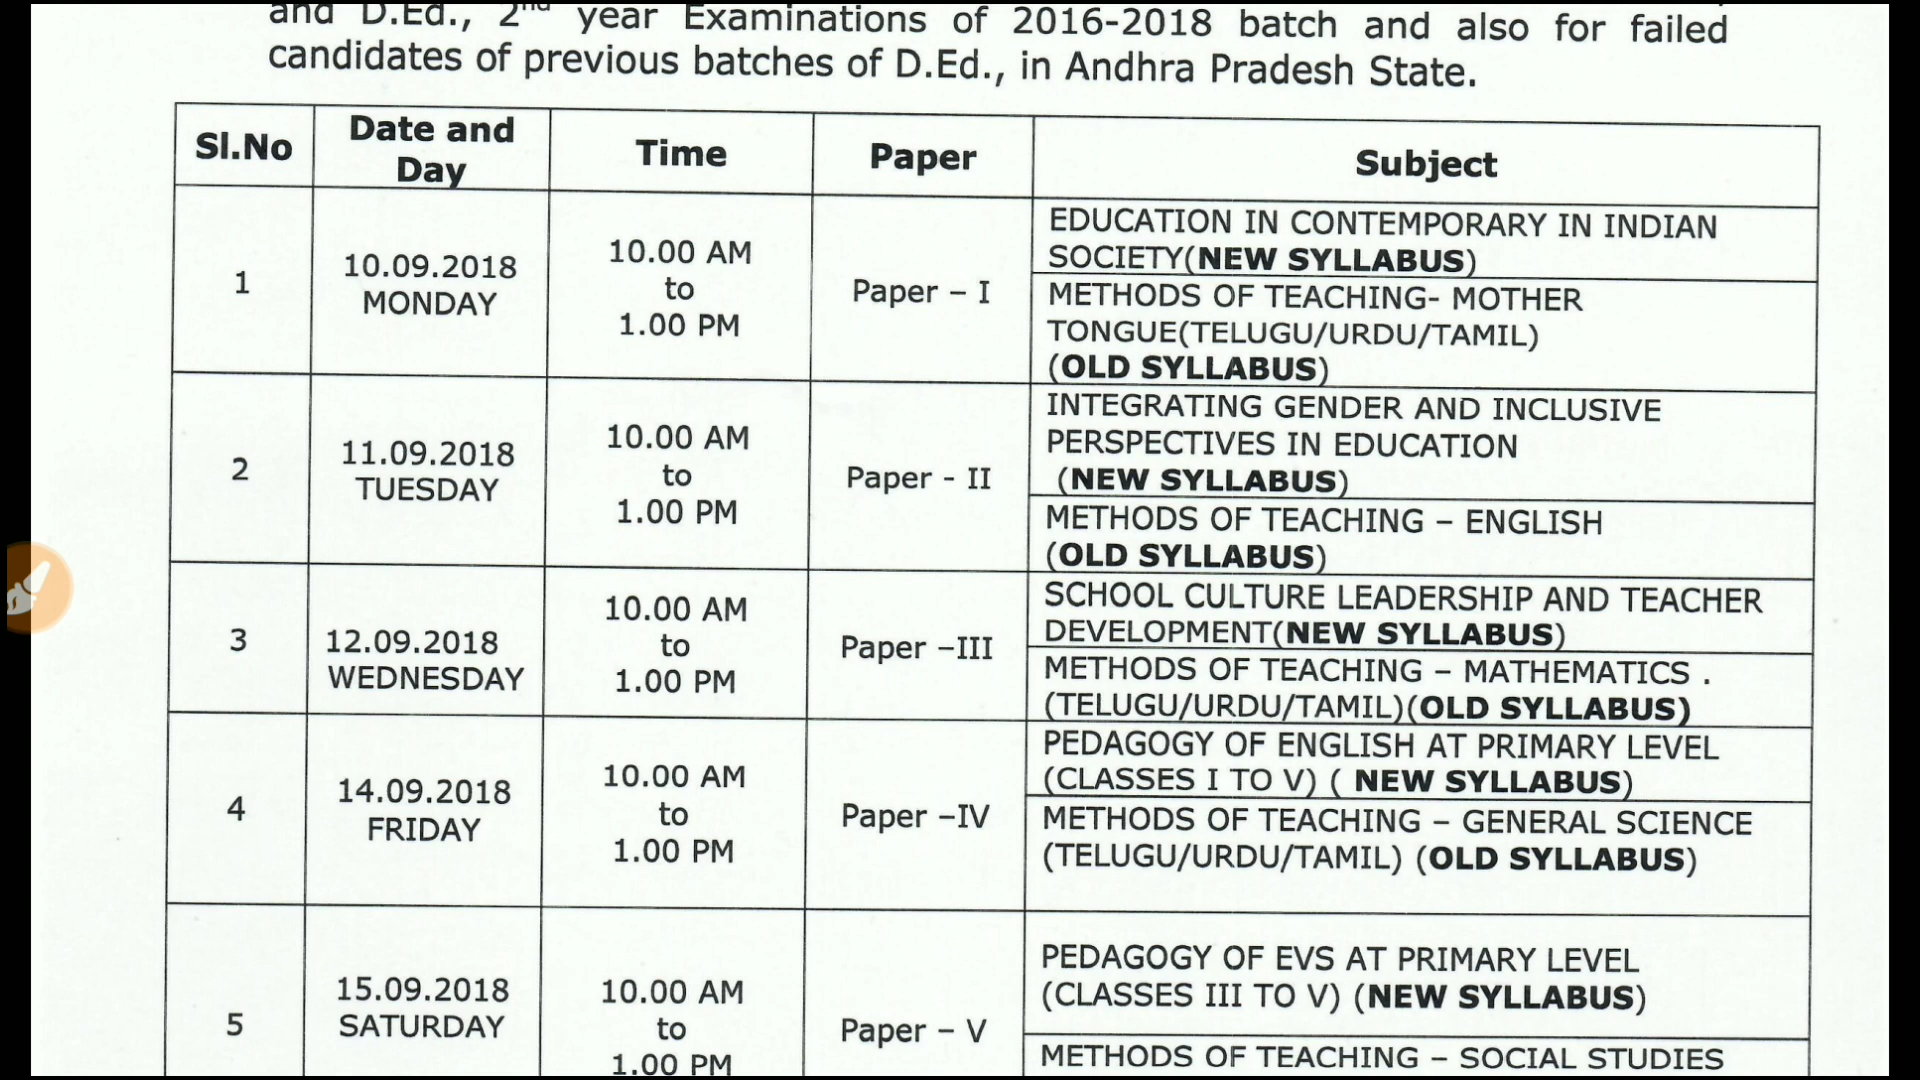 and D.Ed., 2nd year Examinations of 2016-2018 batch and also for failed
candidates of previous batches of D.Ed., in Andhra Pradesh State.
Sl.No
Date and
Day
Time
Paper
Subject
1
10.09.2018
MONDAY
10.00 AM
to
1.00 PM
Paper – I
EDUCATION IN CONTEMPORARY IN INDIAN
SOCIETY(NEW SYLLABUS)
METHODS OF TEACHING- MOTHER
TONGUE(TELUGU/URDU/TAMIL)
(OLD SYLLABUS)
2
11.09.2018
TUESDAY
10.00 AM
to
1.00 PM
Paper - II
INTEGRATING GENDER AND INCLUSIVE
PERSPECTIVES IN EDUCATION
(NEW SYLLABUS)
METHODS OF TEACHING – ENGLISH
(OLD SYLLABUS)
3
12.09.2018
WEDNESDAY
10.00 AM
to
1.00 PM
Paper –III
SCHOOL CULTURE LEADERSHIP AND TEACHER
DEVELOPMENT(NEW SYLLABUS)
METHODS OF TEACHING – MATHEMATICS .
(TELUGU/URDU/TAMIL)(OLD SYLLABUS)
4
14.09.2018
FRIDAY
10.00 AM
to
1.00 PM
Paper –IV
PEDAGOGY OF ENGLISH AT PRIMARY LEVEL
(CLASSES I TO V) ( NEW SYLLABUS)
METHODS OF TEACHING – GENERAL SCIENCE
(TELUGU/URDU/TAMIL) (OLD SYLLABUS)
5
15.09.2018
SATURDAY
10.00 AM
to
1.00 PM
Paper – V
PEDAGOGY OF EVS AT PRIMARY LEVEL
(CLASSES III TO V) (NEW SYLLABUS)
METHODS OF TEACHING – SOCIAL STUDIES